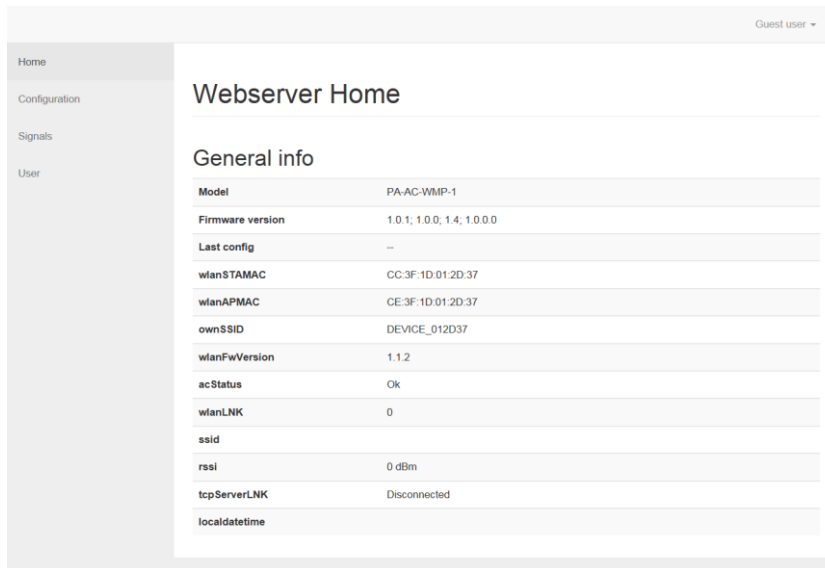 Guest user
Home
Configuration
Signals
User
Webserver Home
General info
Model PA-AC-WMP-1
Firmware version 1.0.1; 1.0.0; 1.4; 1.0.0.0
Last config --
wlanSTAMAC CC:3F:1D:01:2D:37
wlanAPMAC CE:3F:1D:01:2D:37
ownSSID DEVICE_012D37
wlanFwVersion 1.1.2
acStatus Ok
wlanLNK 0
ssid
rssi 0 dBm
tcpServerLNK Disconnected
localdatetime